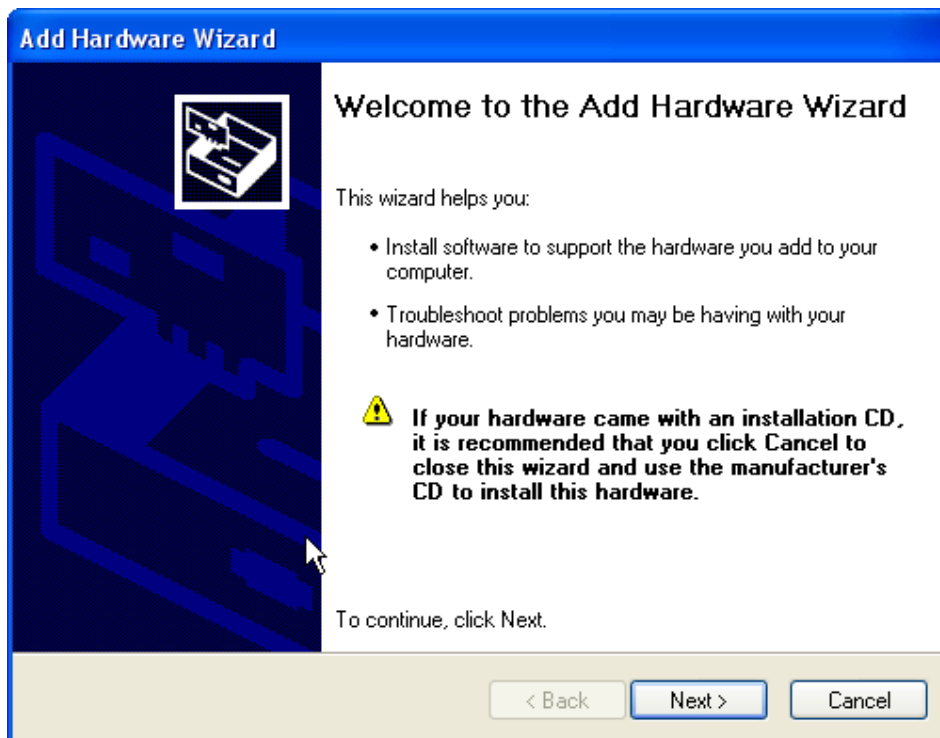 Add Hardware Wizard
Welcome to the Add Hardware Wizard
This wizard helps you:
• Install software to support the hardware you add to your
computer.
• Troubleshoot problems you may be having with your
hardware.
If your hardware came with an installation CD,
it is recommended that you click Cancel to
close this wizard and use the manufacturer's
CD to install this hardware.
To continue, click Next.
< Back Next > Cancel